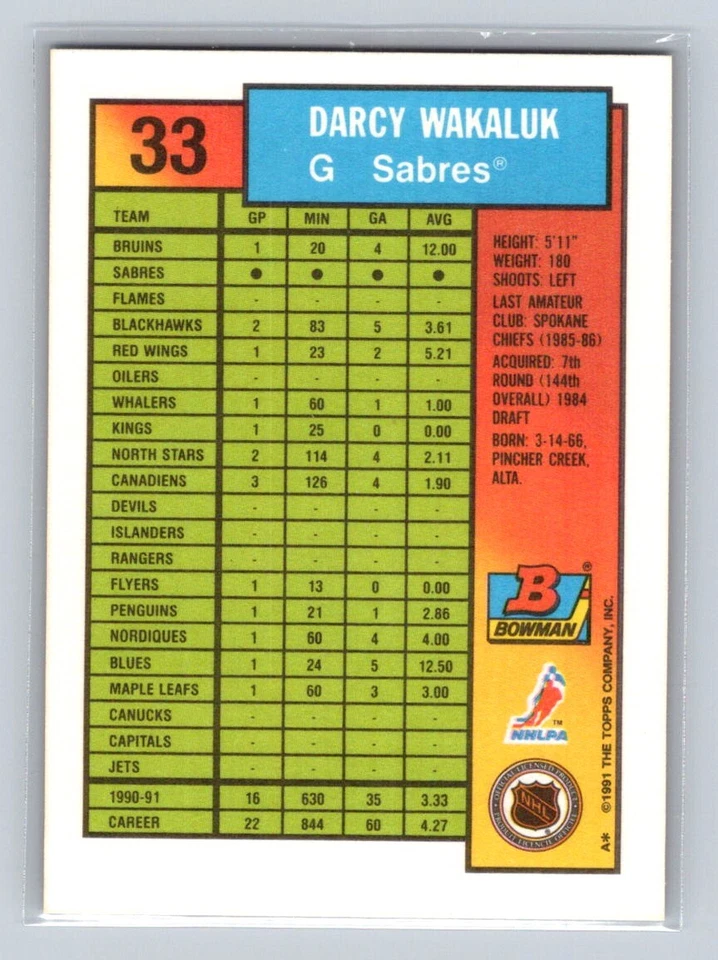 33
DARCY WAKALUK
G Sabres®
TEAM GP MIN GA AVG
BRUINS 1 20 4 12.00
SABRES ● ● ● ●
FLAMES - - - -
BLACKHAWKS 2 83 5 3.61
RED WINGS 1 23 2 5.21
OILERS - - - -
WHALERS 1 60 1 1.00
KINGS 1 25 0 0.00
NORTH STARS 2 114 4 2.11
CANADIENS 3 126 4 1.90
DEVILS - - - -
ISLANDERS - - - -
RANGERS - - - -
FLYERS 1 13 0 0.00
PENGUINS 1 21 1 2.86
NORDIQUES 1 60 4 4.00
BLUES 1 24 5 12.50
MAPLE LEAFS 1 60 3 3.00
CANUCKS - - - -
CAPITALS - - - -
JETS - - - -
1990-91 16 630 35 3.33
CAREER 22 844 60 4.27
HEIGHT: 5'11"
WEIGHT: 180
SHOOTS: LEFT
LAST AMATEUR
CLUB: SPOKANE
CHIEFS (1985-86)
ACQUIRED: 7th
ROUND (144th
OVERALL) 1984
DRAFT
BORN: 3-14-66,
PINCHER CREEK,
ALTA.
B ®
BOWMAN
NHLPA ™
OFFICIAL LICENSED PRODUCT
NHL ®
PRODUIT LICENCIÉ OFFICIEL
A* ©1991 THE TOPPS COMPANY, INC.